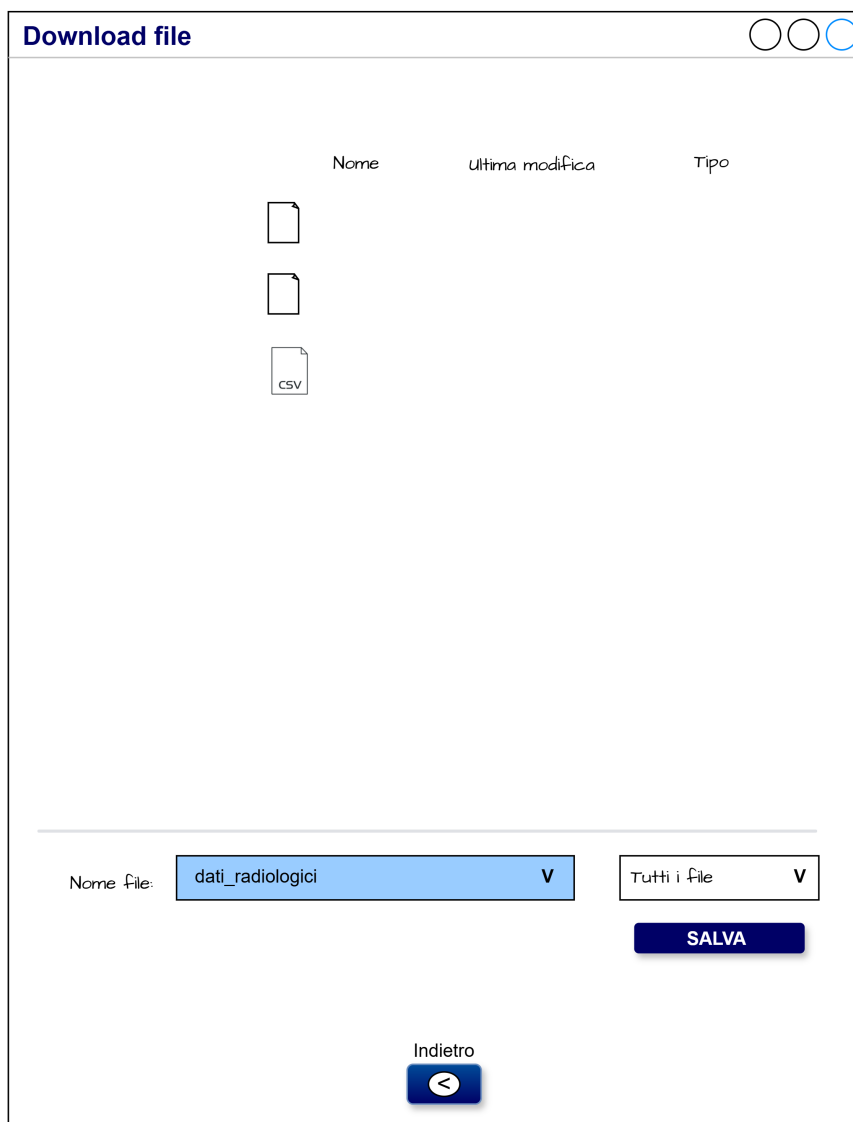 Download file
Nome Ultima modifica Tipo
CSV
Nome file: dati_radiologici V Tutti i file V
SALVA
Indietro
<